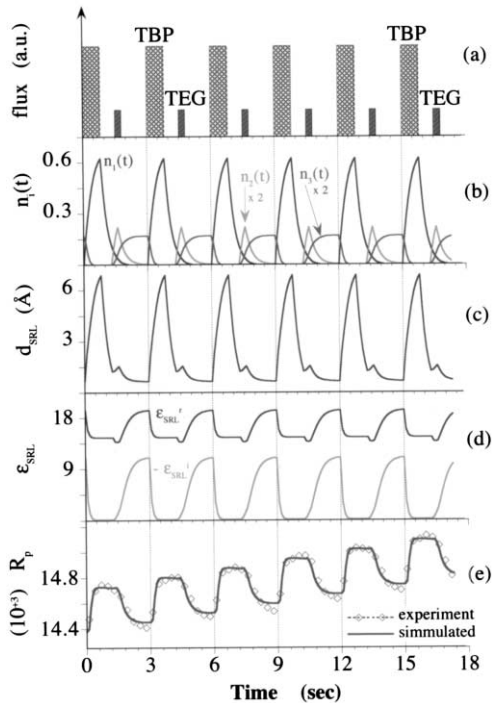 flux (a.u.)
TBP
TEG
TBP
TEG
(a)
n_i(t)
0.6
0.3
n_1(t)
n_2(t)
x 2
n_3(t)
x 2
(b)
d_SRL (Å)
6
3
(c)
ε_SRL
18
9
ε_SRL^r
- ε_SRL^i
(d)
(10⁻³) R_p
14.8
14.4
(e)
experiment
simmulated
0 3 6 9 12 15 18
Time (sec)